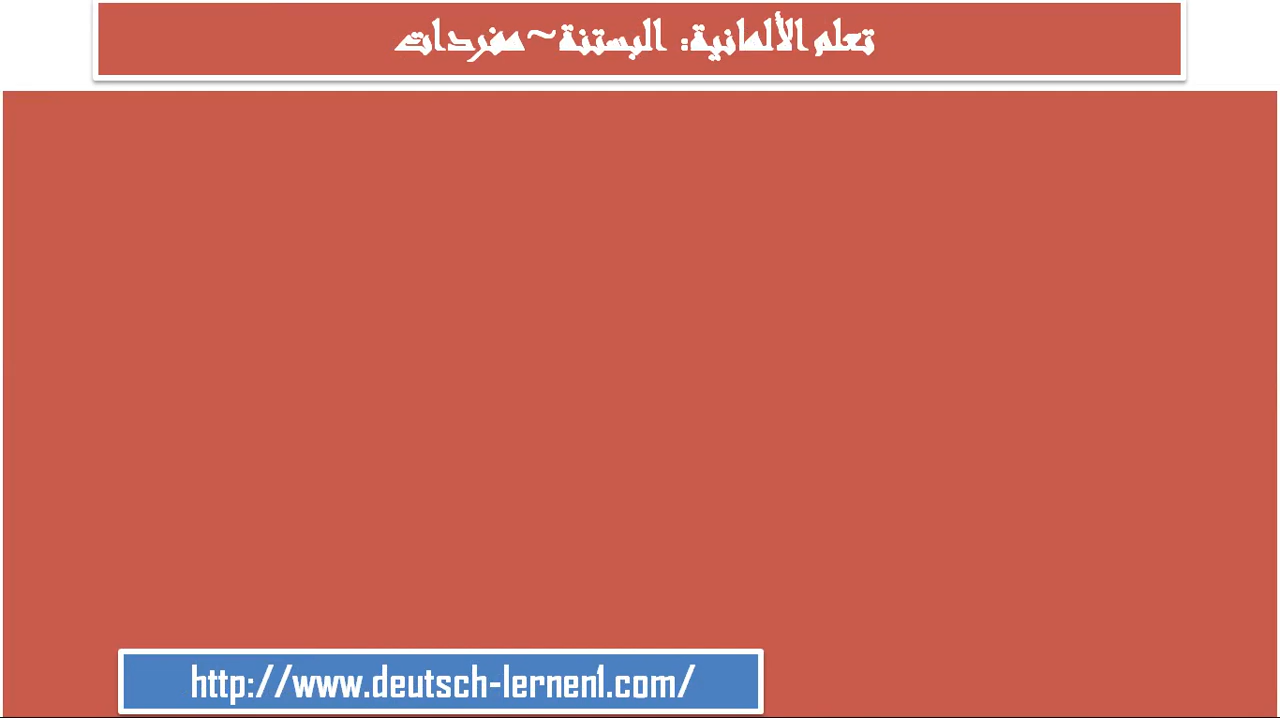 تعلم الألمانية: البستنة~مفردات
http://www.deutsch-lernen1.com/